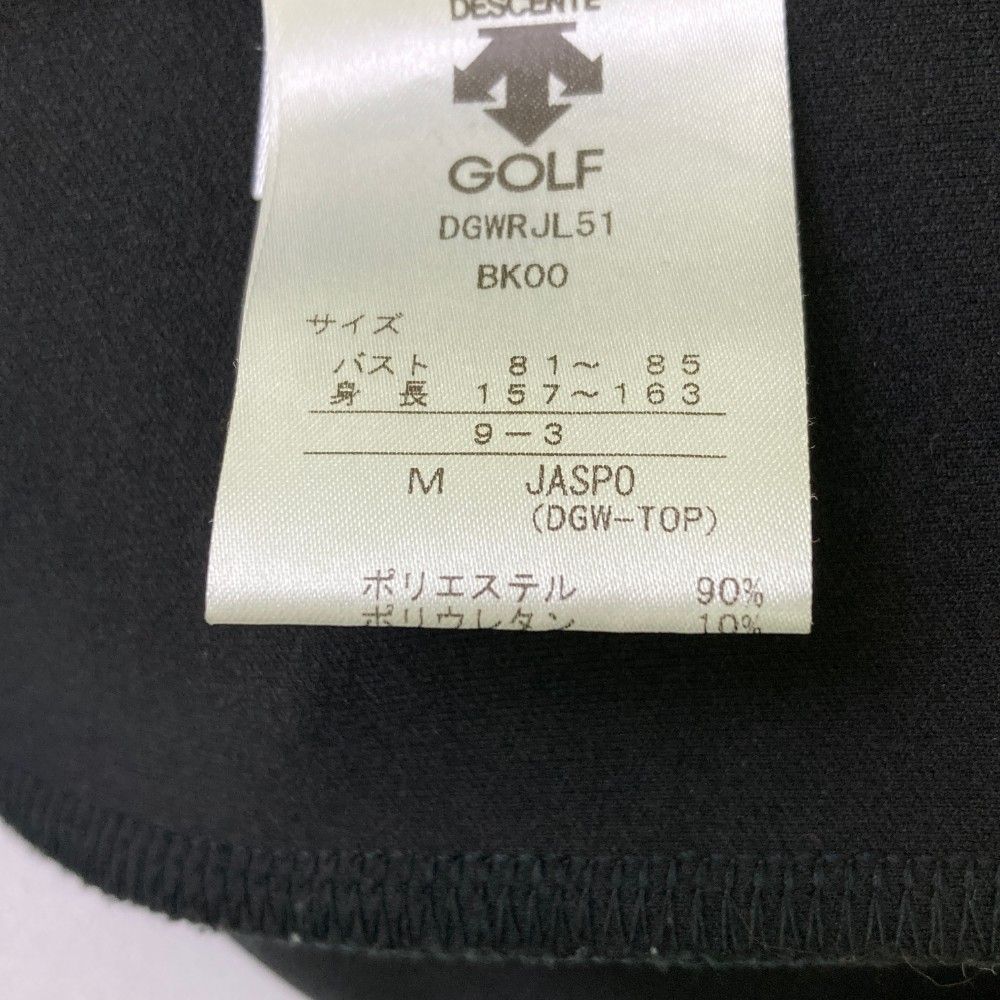 DESCENTE
GOLF
DGWRJL51
BK00
サイズ
バスト 81〜 85
身 長 157〜163
9－3
M JASPO
(DGW-TOP)
ポリエステル 90%
ポリウレタン 10%